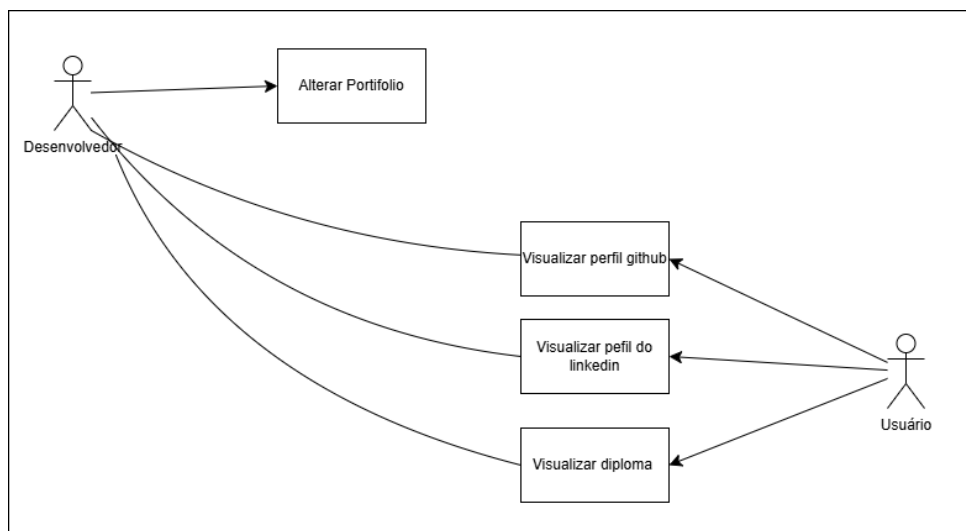 Alterar Portifolio
Desenvolvedor
Visualizar perfil github
Visualizar pefil do
linkedin
Usuário
Visualizar diploma